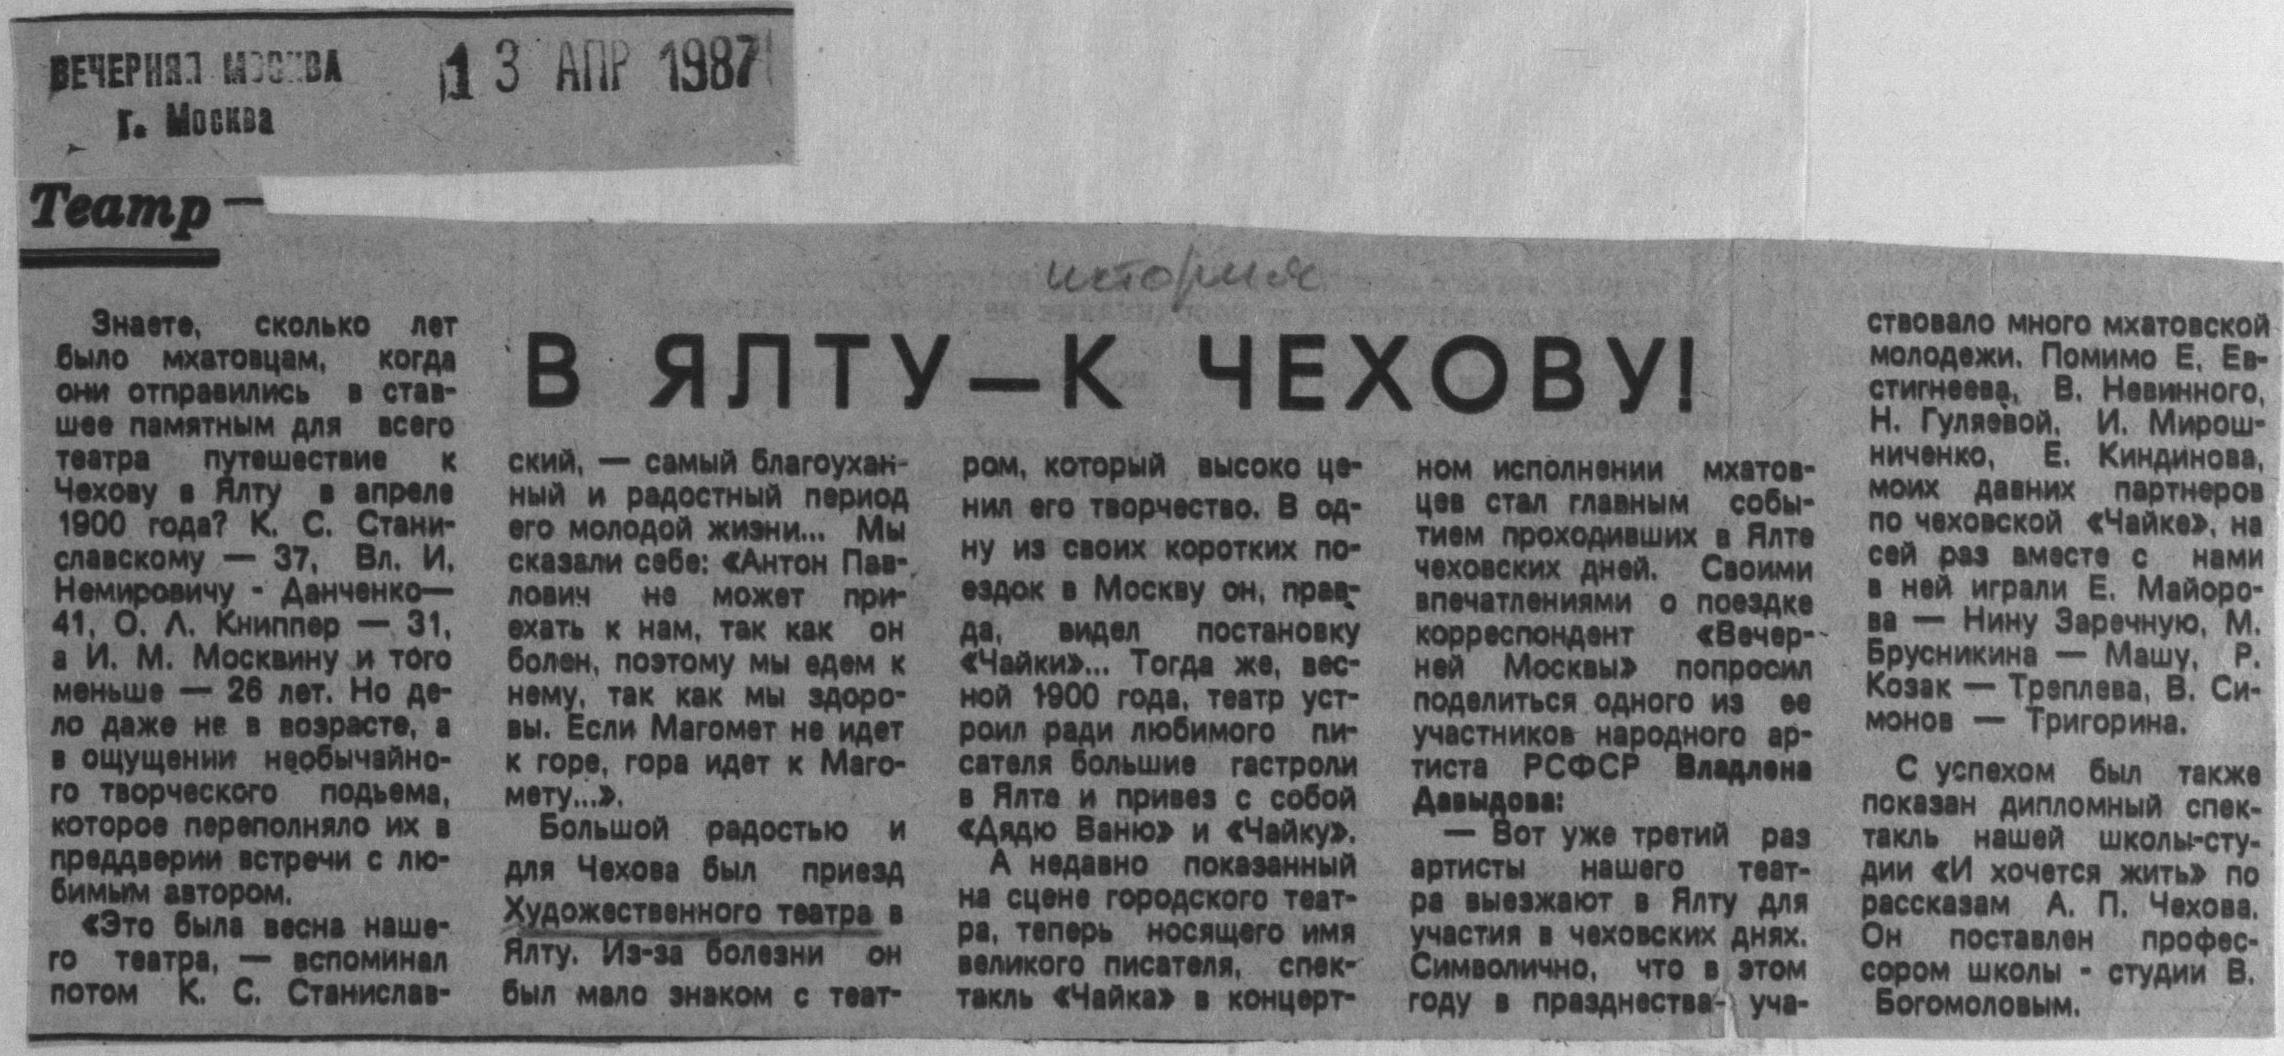 ВЕЧЕРНЯЯ МОСКВА
г. Москва
13 АПР 1987
Театр
история
В ЯЛТУ — К ЧЕХОВУ!
Знаете, сколько лет
было мхатовцам, когда
они отправились в став-
шее памятным для всего
театра путешествие к
Чехову в Ялту в апреле
1900 года? К. С. Стани-
славскому — 37, Вл. И.
Немировичу - Данченко—
41, О. Л. Книппер — 31,
а И. М. Москвину и того
меньше — 26 лет. Но де-
ло даже не в возрасте, а
в ощущении необычайно-
го творческого подъема,
которое переполняло их в
преддверии встречи с лю-
бимым автором.
«Это была весна наше-
го театра, — вспоминал
потом К. С. Станислав-
ский, — самый благоухан-
ный и радостный период
его молодой жизни... Мы
сказали себе: «Антон Пав-
лович не может при-
ехать к нам, так как он
болен, поэтому мы едем к
нему, так как мы здоро-
вы. Если Магомет не идет
к горе, гора идет к Маго-
мету...».
Большой радостью и
для Чехова был приезд
Художественного театра в
Ялту. Из-за болезни он
был мало знаком с теат-
ром, который высоко це-
нил его творчество. В од-
ну из своих коротких по-
ездок в Москву он, прав-
да, видел постановку
«Чайки»... Тогда же, вес-
ной 1900 года, театр уст-
роил ради любимого пи-
сателя большие гастроли
в Ялте и привез с собой
«Дядю Ваню» и «Чайку».
А недавно показанный
на сцене городского теат-
ра, теперь носящего имя
великого писателя, спек-
такль «Чайка» в концерт-
ном исполнении мхатов-
цев стал главным собы-
тием проходивших в Ялте
чеховских дней. Своими
впечатлениями о поездке
корреспондент «Вечер-
ней Москвы» попросил
поделиться одного из ее
участников народного ар-
тиста РСФСР Владлена
Давыдова:
— Вот уже третий раз
артисты нашего теат-
ра выезжают в Ялту для
участия в чеховских днях.
Символично, что в этом
году в празднества- уча-
ствовало много мхатовской
молодежи. Помимо Е. Ев-
стигнеева, В. Невинного,
Н. Гуляевой, И. Мирош-
ниченко, Е. Киндинова,
моих давних партнеров
по чеховской «Чайке», на
сей раз вместе с нами
в ней играли Е. Майоро-
ва — Нину Заречную, М.
Брусникина — Машу, Р.
Козак — Треплева, В. Си-
монов — Тригорина.
С успехом был также
показан дипломный спек-
такль нашей школы-сту-
дии «И хочется жить» по
рассказам А. П. Чехова.
Он поставлен профес-
сором школы - студии В.
Богомоловым.